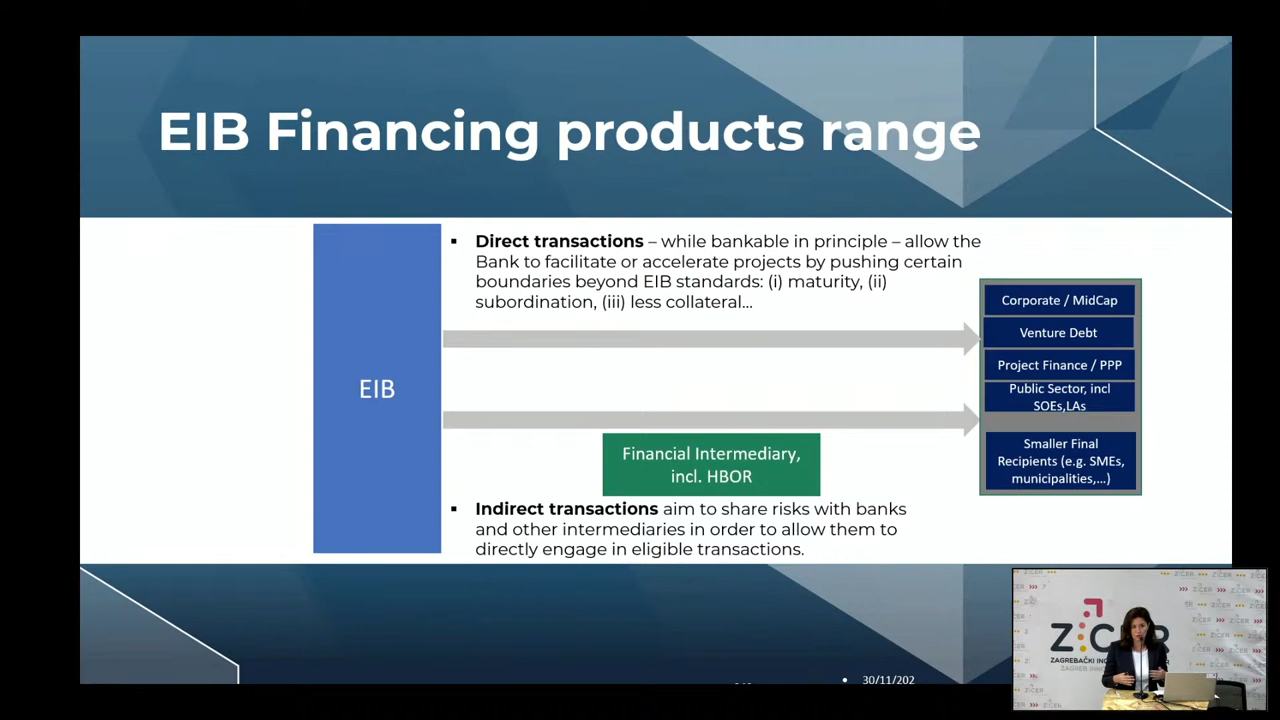 EIB Financing products range
▪ Direct transactions – while bankable in principle – allow the
Bank to facilitate or accelerate projects by pushing certain
boundaries beyond EIB standards: (i) maturity, (ii)
subordination, (iii) less collateral...
EIB
Corporate / MidCap
Venture Debt
Project Finance / PPP
Public Sector, incl
SOEs,LAs
Smaller Final
Recipients (e.g. SMEs,
municipalities,...)
Financial Intermediary,
incl. HBOR
▪ Indirect transactions aim to share risks with banks
and other intermediaries in order to allow them to
directly engage in eligible transactions.
• 30/11/202
ZICER
ZAGREBAČKI
ZAGREB